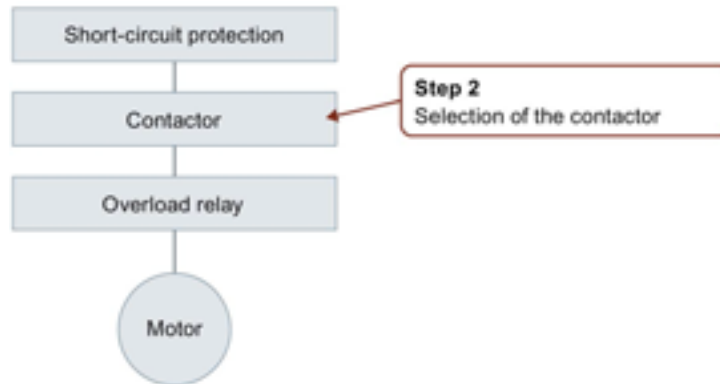 Short-circuit protection
Contactor
Step 2
Selection of the contactor
Overload relay
Motor